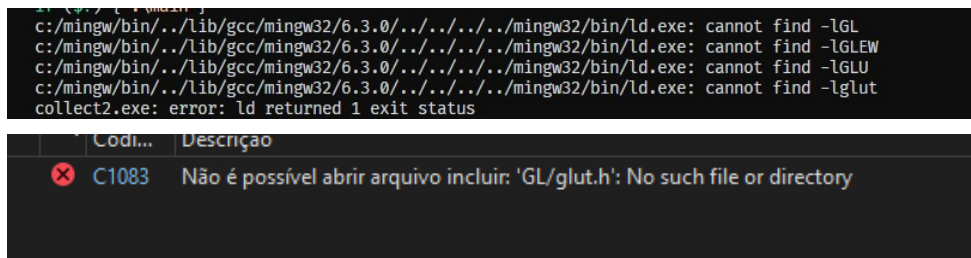 if ($?) { .\main }
c:/mingw/bin/../lib/gcc/mingw32/6.3.0/../../../../mingw32/bin/ld.exe: cannot find -lGL
c:/mingw/bin/../lib/gcc/mingw32/6.3.0/../../../../mingw32/bin/ld.exe: cannot find -lGLEW
c:/mingw/bin/../lib/gcc/mingw32/6.3.0/../../../../mingw32/bin/ld.exe: cannot find -lGLU
c:/mingw/bin/../lib/gcc/mingw32/6.3.0/../../../../mingw32/bin/ld.exe: cannot find -lglut
collect2.exe: error: ld returned 1 exit status
Códi... Descrição
C1083 Não é possível abrir arquivo incluir: 'GL/glut.h': No such file or directory